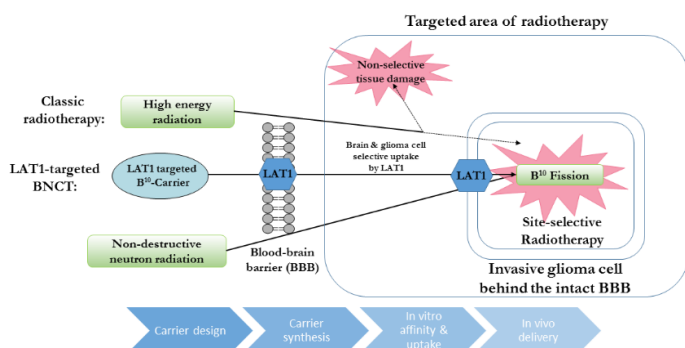 Targeted area of radiotherapy
Non-selective
tissue damage
Classic
radiotherapy:
High energy
radiation
LAT1-targeted
BNCT:
LAT1 targeted
B¹⁰-Carrier
LAT1
Brain & glioma cell
selective uptake
by LAT1
LAT1
B¹⁰ Fission
Site-selective
Radiotherapy
Non-destructive
neutron radiation
Blood-brain
barrier (BBB)
Invasive glioma cell
behind the intact BBB
Carrier design
Carrier
synthesis
In vitro
affinity &
uptake
In vivo
delivery